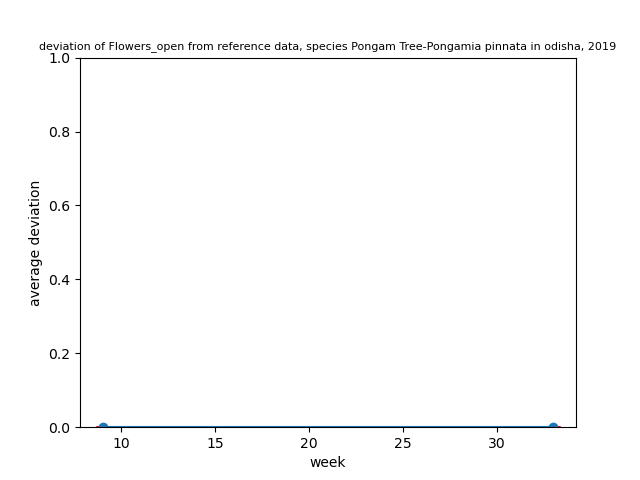 deviation of Flowers_open from reference data, species Pongam Tree-Pongamia pinnata in odisha, 2019
1.0
0.8
0.6
0.4
0.2
0.0
average deviation
10 15 20 25 30
week